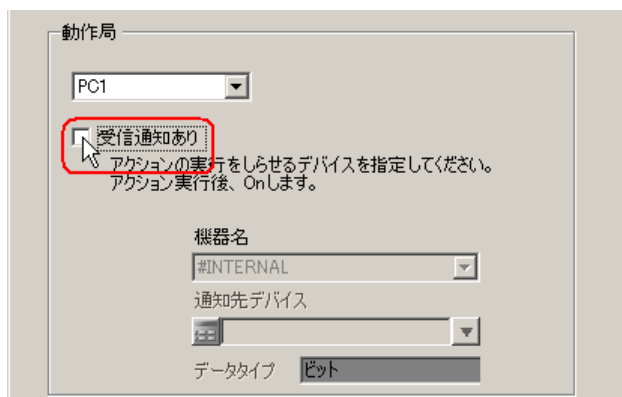 動作局
PC1
受信通知あり
アクションの実行をしらせるデバイスを指定してください。
アクション実行後、Onします。
機器名
#INTERNAL
通知先デバイス
データタイプ ビット